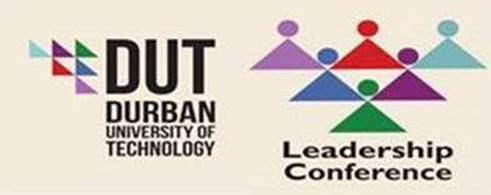 DUT
DURBAN
UNIVERSITY OF
TECHNOLOGY
Leadership
Conference